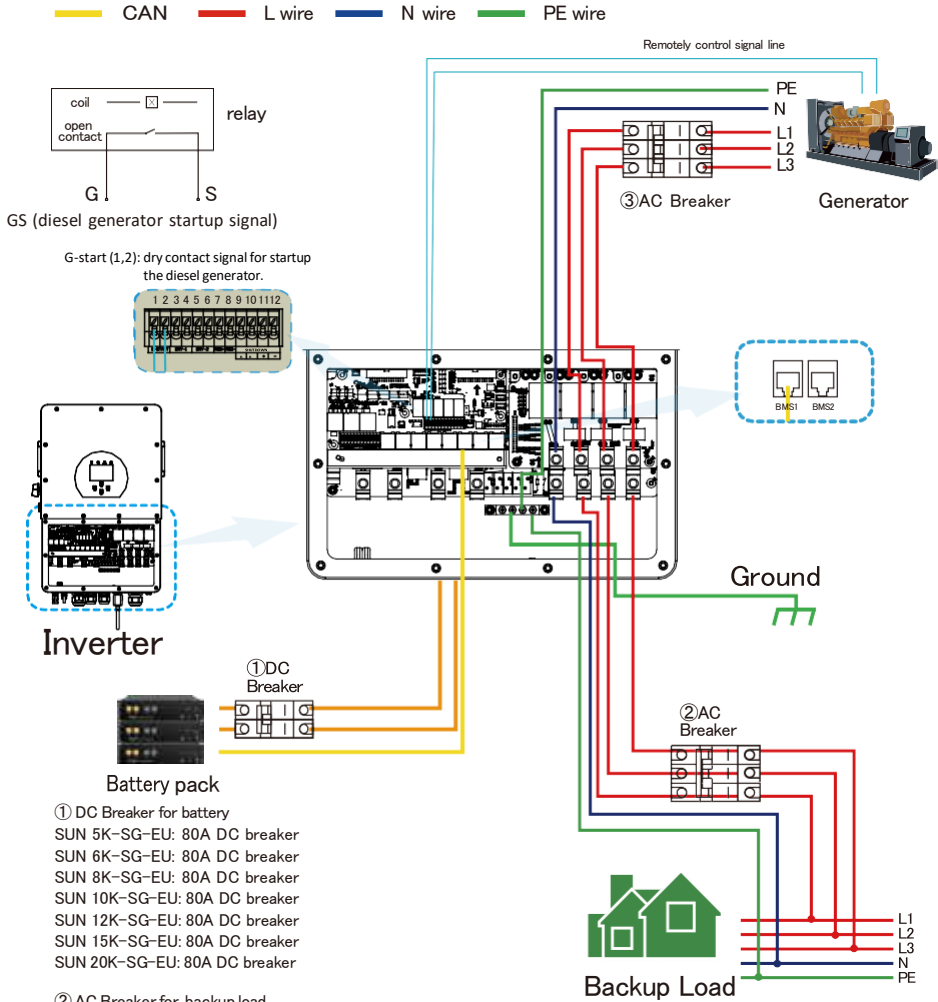 CAN L wire N wire PE wire
Remotely control signal line
PE
N
L1
L2
L3
coil
open
contact
relay
G S
GS (diesel generator startup signal)
③AC Breaker
Generator
G-start (1,2): dry contact signal for startup
the diesel generator.
1 2 3 4 5 6 7 8 9 10 11 12
BMS1 BMS2
Inverter
Ground
①DC
Breaker
②AC
Breaker
Battery pack
① DC Breaker for battery
SUN 5K-SG-EU: 80A DC breaker
SUN 6K-SG-EU: 80A DC breaker
SUN 8K-SG-EU: 80A DC breaker
SUN 10K-SG-EU: 80A DC breaker
SUN 12K-SG-EU: 80A DC breaker
SUN 15K-SG-EU: 80A DC breaker
SUN 20K-SG-EU: 80A DC breaker
② AC Breaker for backup load
Backup Load
L1
L2
L3
N
PE